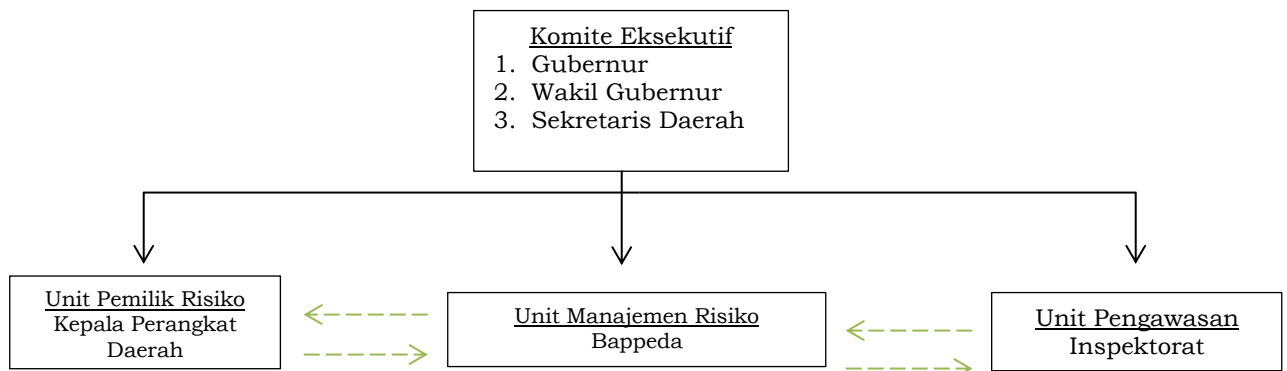 Komite Eksekutif
1. Gubernur
2. Wakil Gubernur
3. Sekretaris Daerah
Unit Pemilik Risiko
Kepala Perangkat
Daerah
Unit Manajemen Risiko
Bappeda
Unit Pengawasan
Inspektorat